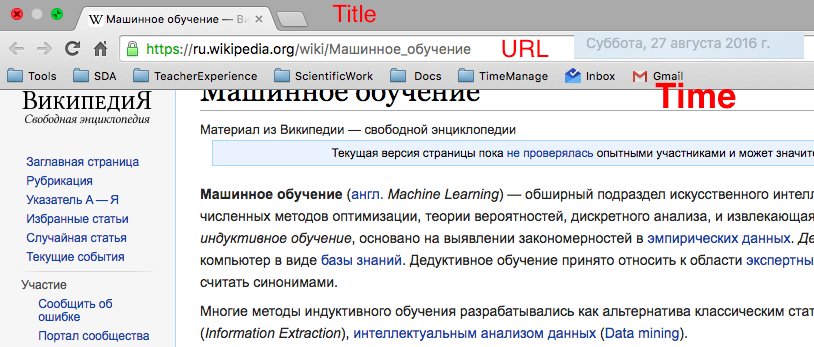 Машинное обучение — Ви
Title
https://ru.wikipedia.org/wiki/Машинное_обучение
URL
Суббота, 27 августа 2016 г.
Tools
SDA
TeacherExperience
ScientificWork
Docs
TimeManage
Inbox
Gmail
Time
ВикипедиЯ
Свободная энциклопедия
Заглавная страница
Рубрикация
Указатель А — Я
Избранные статьи
Случайная статья
Текущие события
Участие
Сообщить об
ошибке
Портал сообщества
Машинное обучение
Материал из Википедии — свободной энциклопедии
Текущая версия страницы пока не проверялась опытными участниками и может значите
Машинное обучение (англ. Machine Learning) — обширный подраздел искусственного интелл
численных методов оптимизации, теории вероятностей, дискретного анализа, и извлекающая
индуктивное обучение, основано на выявлении закономерностей в эмпирических данных. Де
компьютер в виде базы знаний. Дедуктивное обучение принято относить к области экспертны
считать синонимами.
Многие методы индуктивного обучения разрабатывались как альтернатива классическим стат
(Information Extraction), интеллектуальным анализом данных (Data mining).